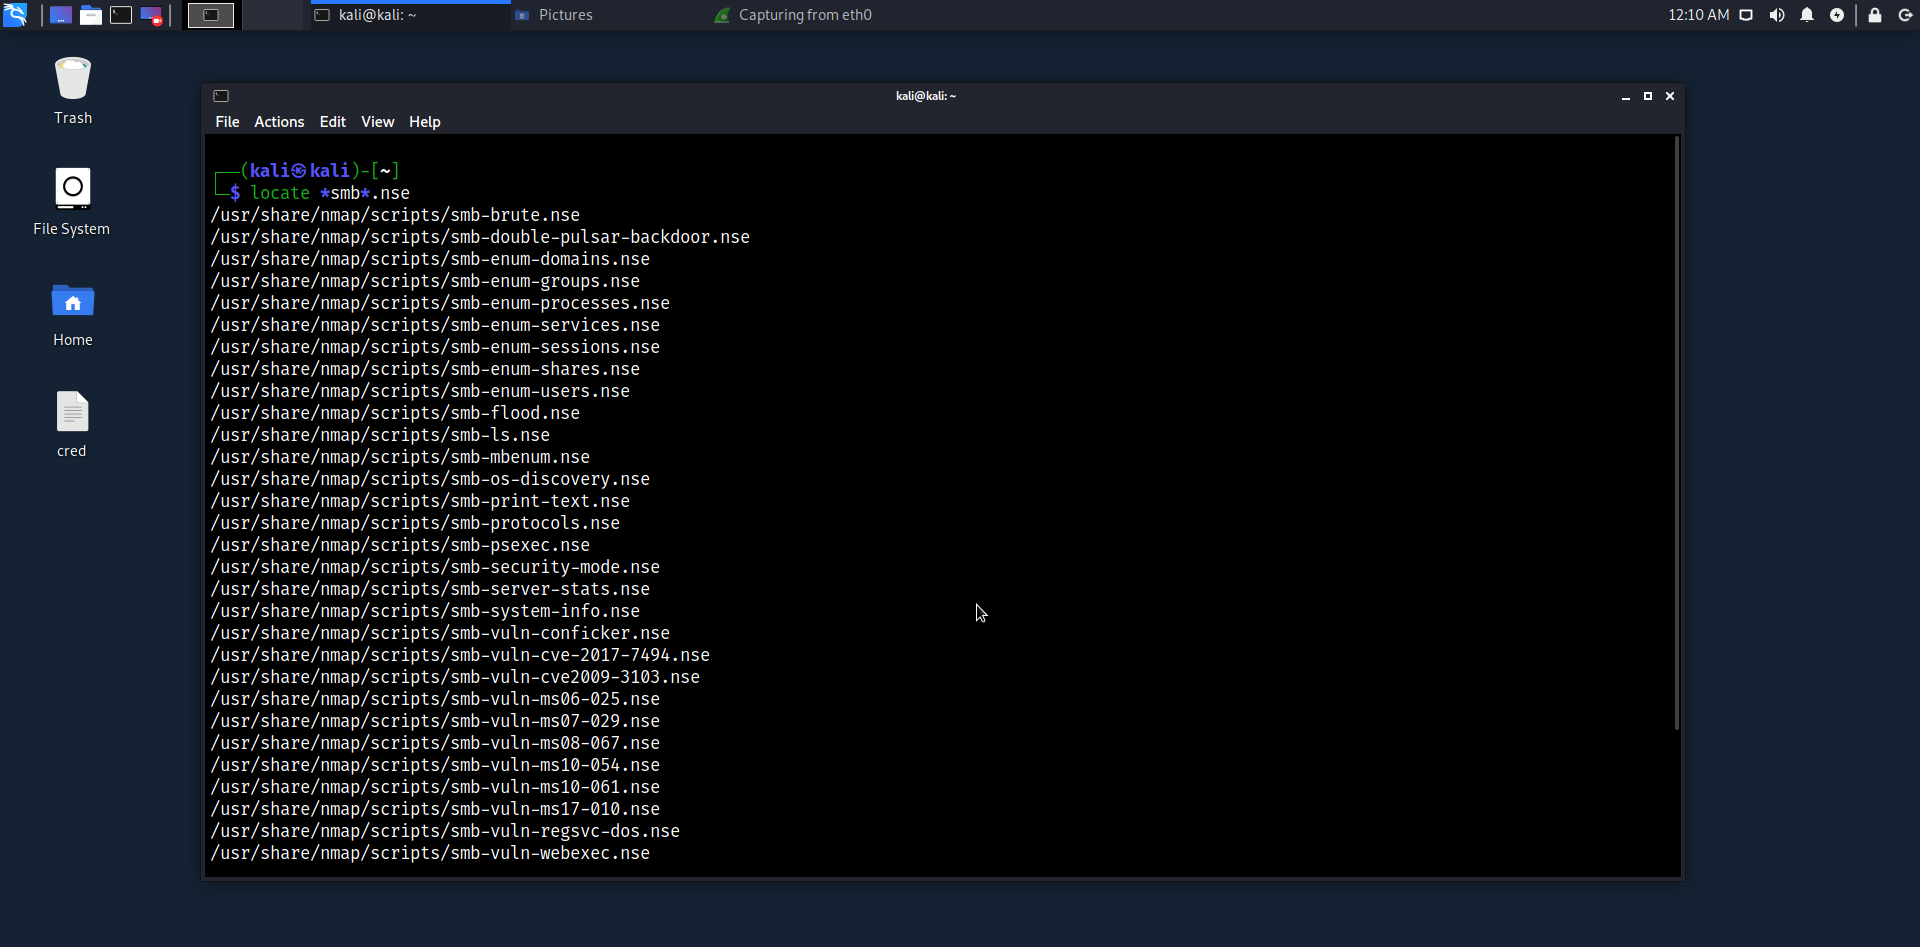 kali@kali: ~
Pictures
Capturing from eth0
12:10 AM
Trash
File System
Home
cred
kali@kali: ~
File Actions Edit View Help
┌──(kali㉿kali)-[~]
└─$ locate *smb*.nse
/usr/share/nmap/scripts/smb-brute.nse
/usr/share/nmap/scripts/smb-double-pulsar-backdoor.nse
/usr/share/nmap/scripts/smb-enum-domains.nse
/usr/share/nmap/scripts/smb-enum-groups.nse
/usr/share/nmap/scripts/smb-enum-processes.nse
/usr/share/nmap/scripts/smb-enum-services.nse
/usr/share/nmap/scripts/smb-enum-sessions.nse
/usr/share/nmap/scripts/smb-enum-shares.nse
/usr/share/nmap/scripts/smb-enum-users.nse
/usr/share/nmap/scripts/smb-flood.nse
/usr/share/nmap/scripts/smb-ls.nse
/usr/share/nmap/scripts/smb-mbenum.nse
/usr/share/nmap/scripts/smb-os-discovery.nse
/usr/share/nmap/scripts/smb-print-text.nse
/usr/share/nmap/scripts/smb-protocols.nse
/usr/share/nmap/scripts/smb-psexec.nse
/usr/share/nmap/scripts/smb-security-mode.nse
/usr/share/nmap/scripts/smb-server-stats.nse
/usr/share/nmap/scripts/smb-system-info.nse
/usr/share/nmap/scripts/smb-vuln-conficker.nse
/usr/share/nmap/scripts/smb-vuln-cve-2017-7494.nse
/usr/share/nmap/scripts/smb-vuln-cve2009-3103.nse
/usr/share/nmap/scripts/smb-vuln-ms06-025.nse
/usr/share/nmap/scripts/smb-vuln-ms07-029.nse
/usr/share/nmap/scripts/smb-vuln-ms08-067.nse
/usr/share/nmap/scripts/smb-vuln-ms10-054.nse
/usr/share/nmap/scripts/smb-vuln-ms10-061.nse
/usr/share/nmap/scripts/smb-vuln-ms17-010.nse
/usr/share/nmap/scripts/smb-vuln-regsvc-dos.nse
/usr/share/nmap/scripts/smb-vuln-webexec.nse